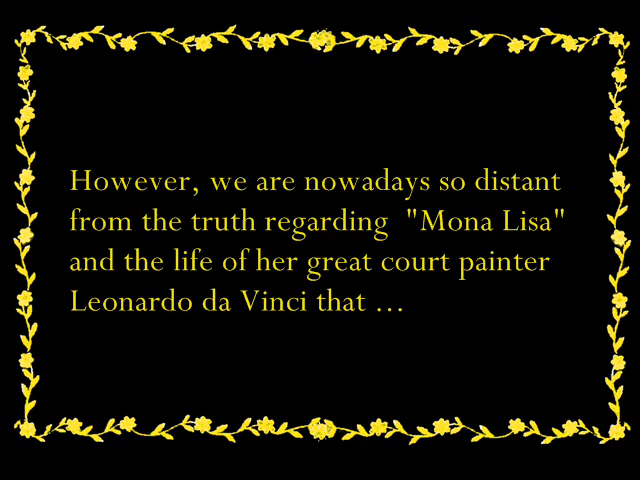 However, we are nowadays so distant
from the truth regarding  "Mona Lisa"
and the life of her great court painter
Leonardo da Vinci that ...